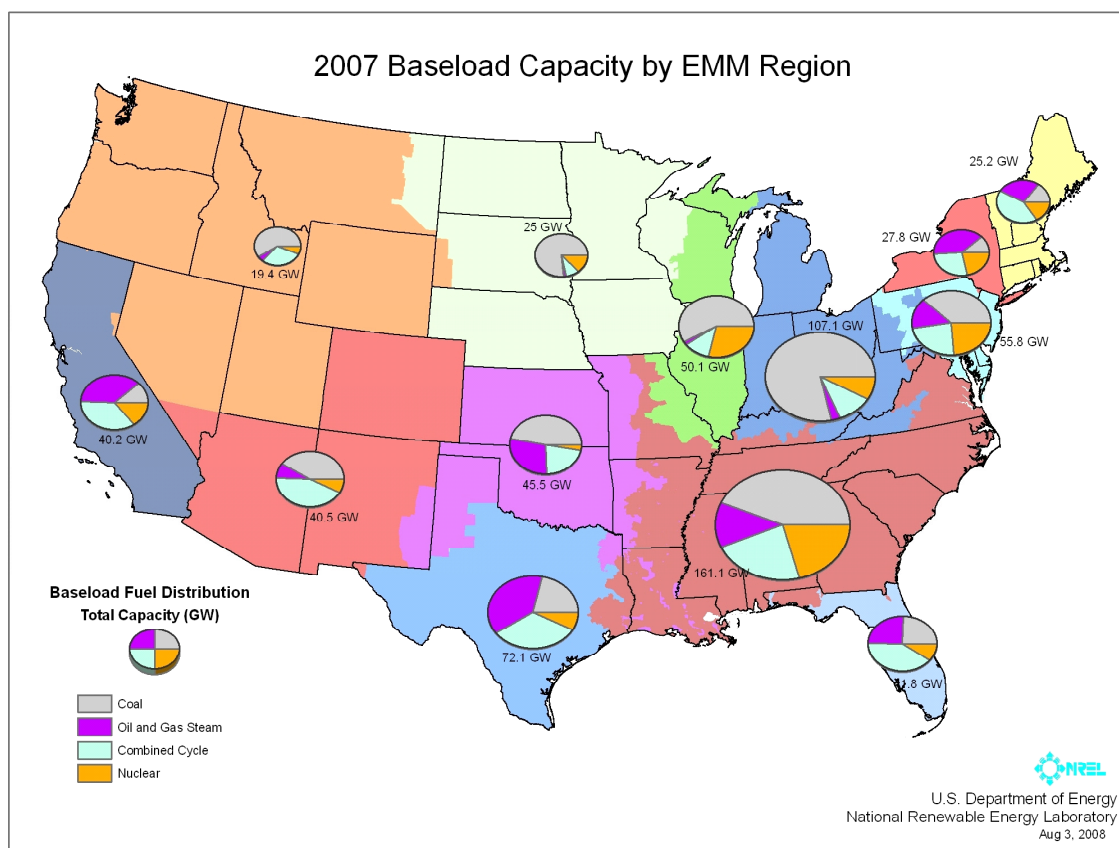 2007 Baseload Capacity by EMM Region
25.2 GW
27.8 GW
25 GW
19.4 GW
107.1 GW
55.8 GW
50.1 GW
40.2 GW
45.5 GW
40.5 GW
161.1 GW
72.1 GW
.8 GW
Baseload Fuel Distribution
Total Capacity (GW)
Coal
Oil and Gas Steam
Combined Cycle
Nuclear
NREL
U.S. Department of Energy
National Renewable Energy Laboratory
Aug 3, 2008